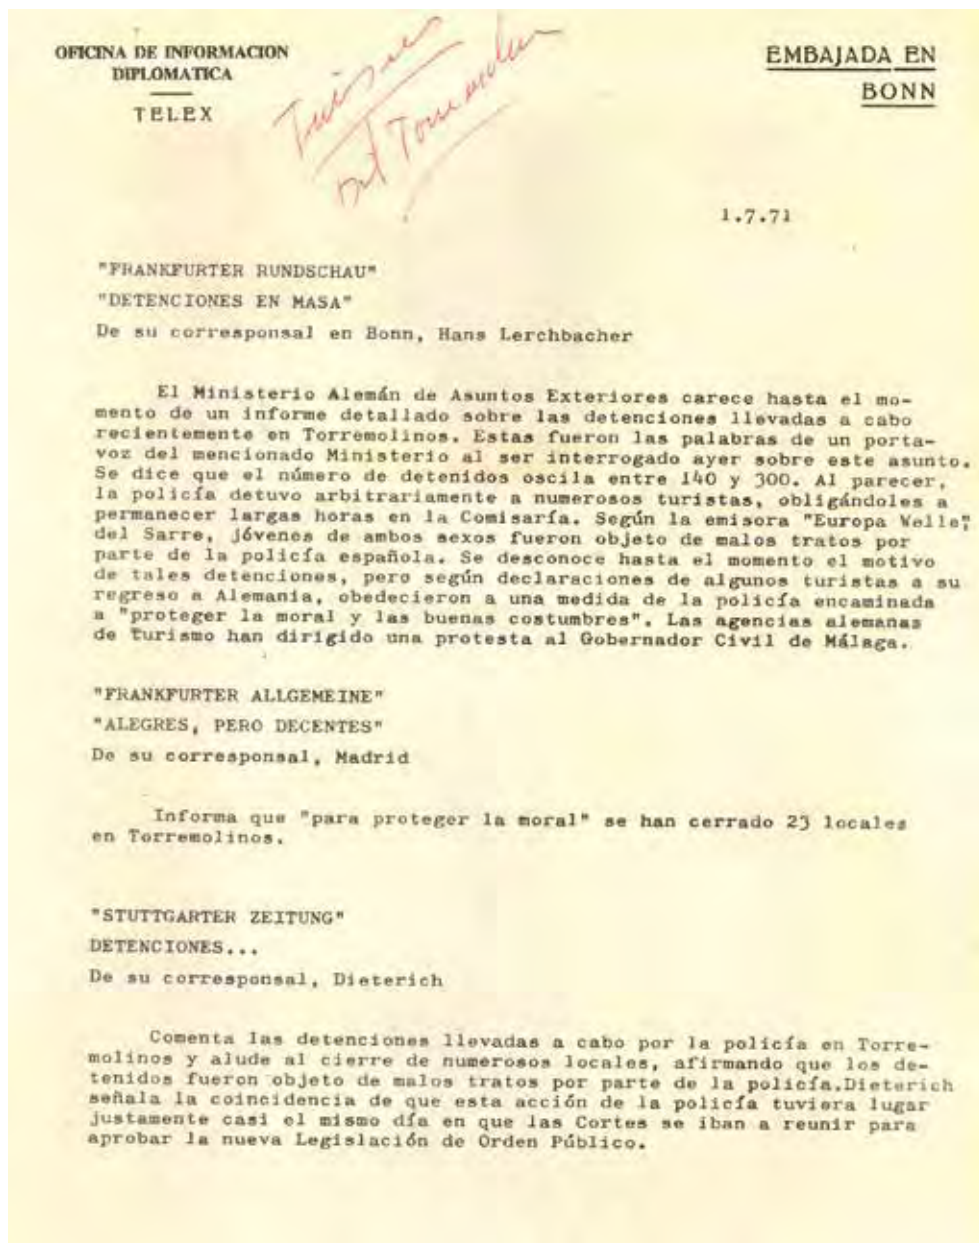 OFICINA DE INFORMACION
DIPLOMATICA
TELEX
EMBAJADA EN
BONN
1.7.71
"FRANKFURTER RUNDSCHAU"
"DETENCIONES EN MASA"
De su corresponsal en Bonn, Hans Lerchbacher
El Ministerio Alemán de Asuntos Exteriores carece hasta el mo-
mento de un informe detallado sobre las detenciones llevadas a cabo
recientemente en Torremolinos. Estas fueron las palabras de un porta-
voz del mencionado Ministerio al ser interrogado ayer sobre este asunto.
Se dice que el número de detenidos oscila entre 140 y 300. Al parecer,
la policía detuvo arbitrariamente a numerosos turistas, obligándoles a
permanecer largas horas en la Comisaría. Según la emisora "Europa Welle",
del Sarre, jóvenes de ambos sexos fueron objeto de malos tratos por
parte de la policía española. Se desconoce hasta el momento el motivo
de tales detenciones, pero según declaraciones de algunos turistas a su
regreso a Alemania, obedecieron a una medida de la policía encaminada
a "proteger la moral y las buenas costumbres". Las agencias alemanas
de Turismo han dirigido una protesta al Gobernador Civil de Málaga.
"FRANKFURTER ALLGEMEINE"
"ALEGRES, PERO DECENTES"
De su corresponsal, Madrid
Informa que "para proteger la moral" se han cerrado 23 locales
en Torremolinos.
"STUTTGARTER ZEITUNG"
DETENCIONES...
De su corresponsal, Dieterich
Comenta las detenciones llevadas a cabo por la policía en Torre-
molinos y alude al cierre de numerosos locales, afirmando que los de-
tenidos fueron objeto de malos tratos por parte de la policía.Dieterich
señala la coincidencia de que esta acción de la policía tuviera lugar
justamente casi el mismo día en que las Cortes se iban a reunir para
aprobar la nueva Legislación de Orden Público.